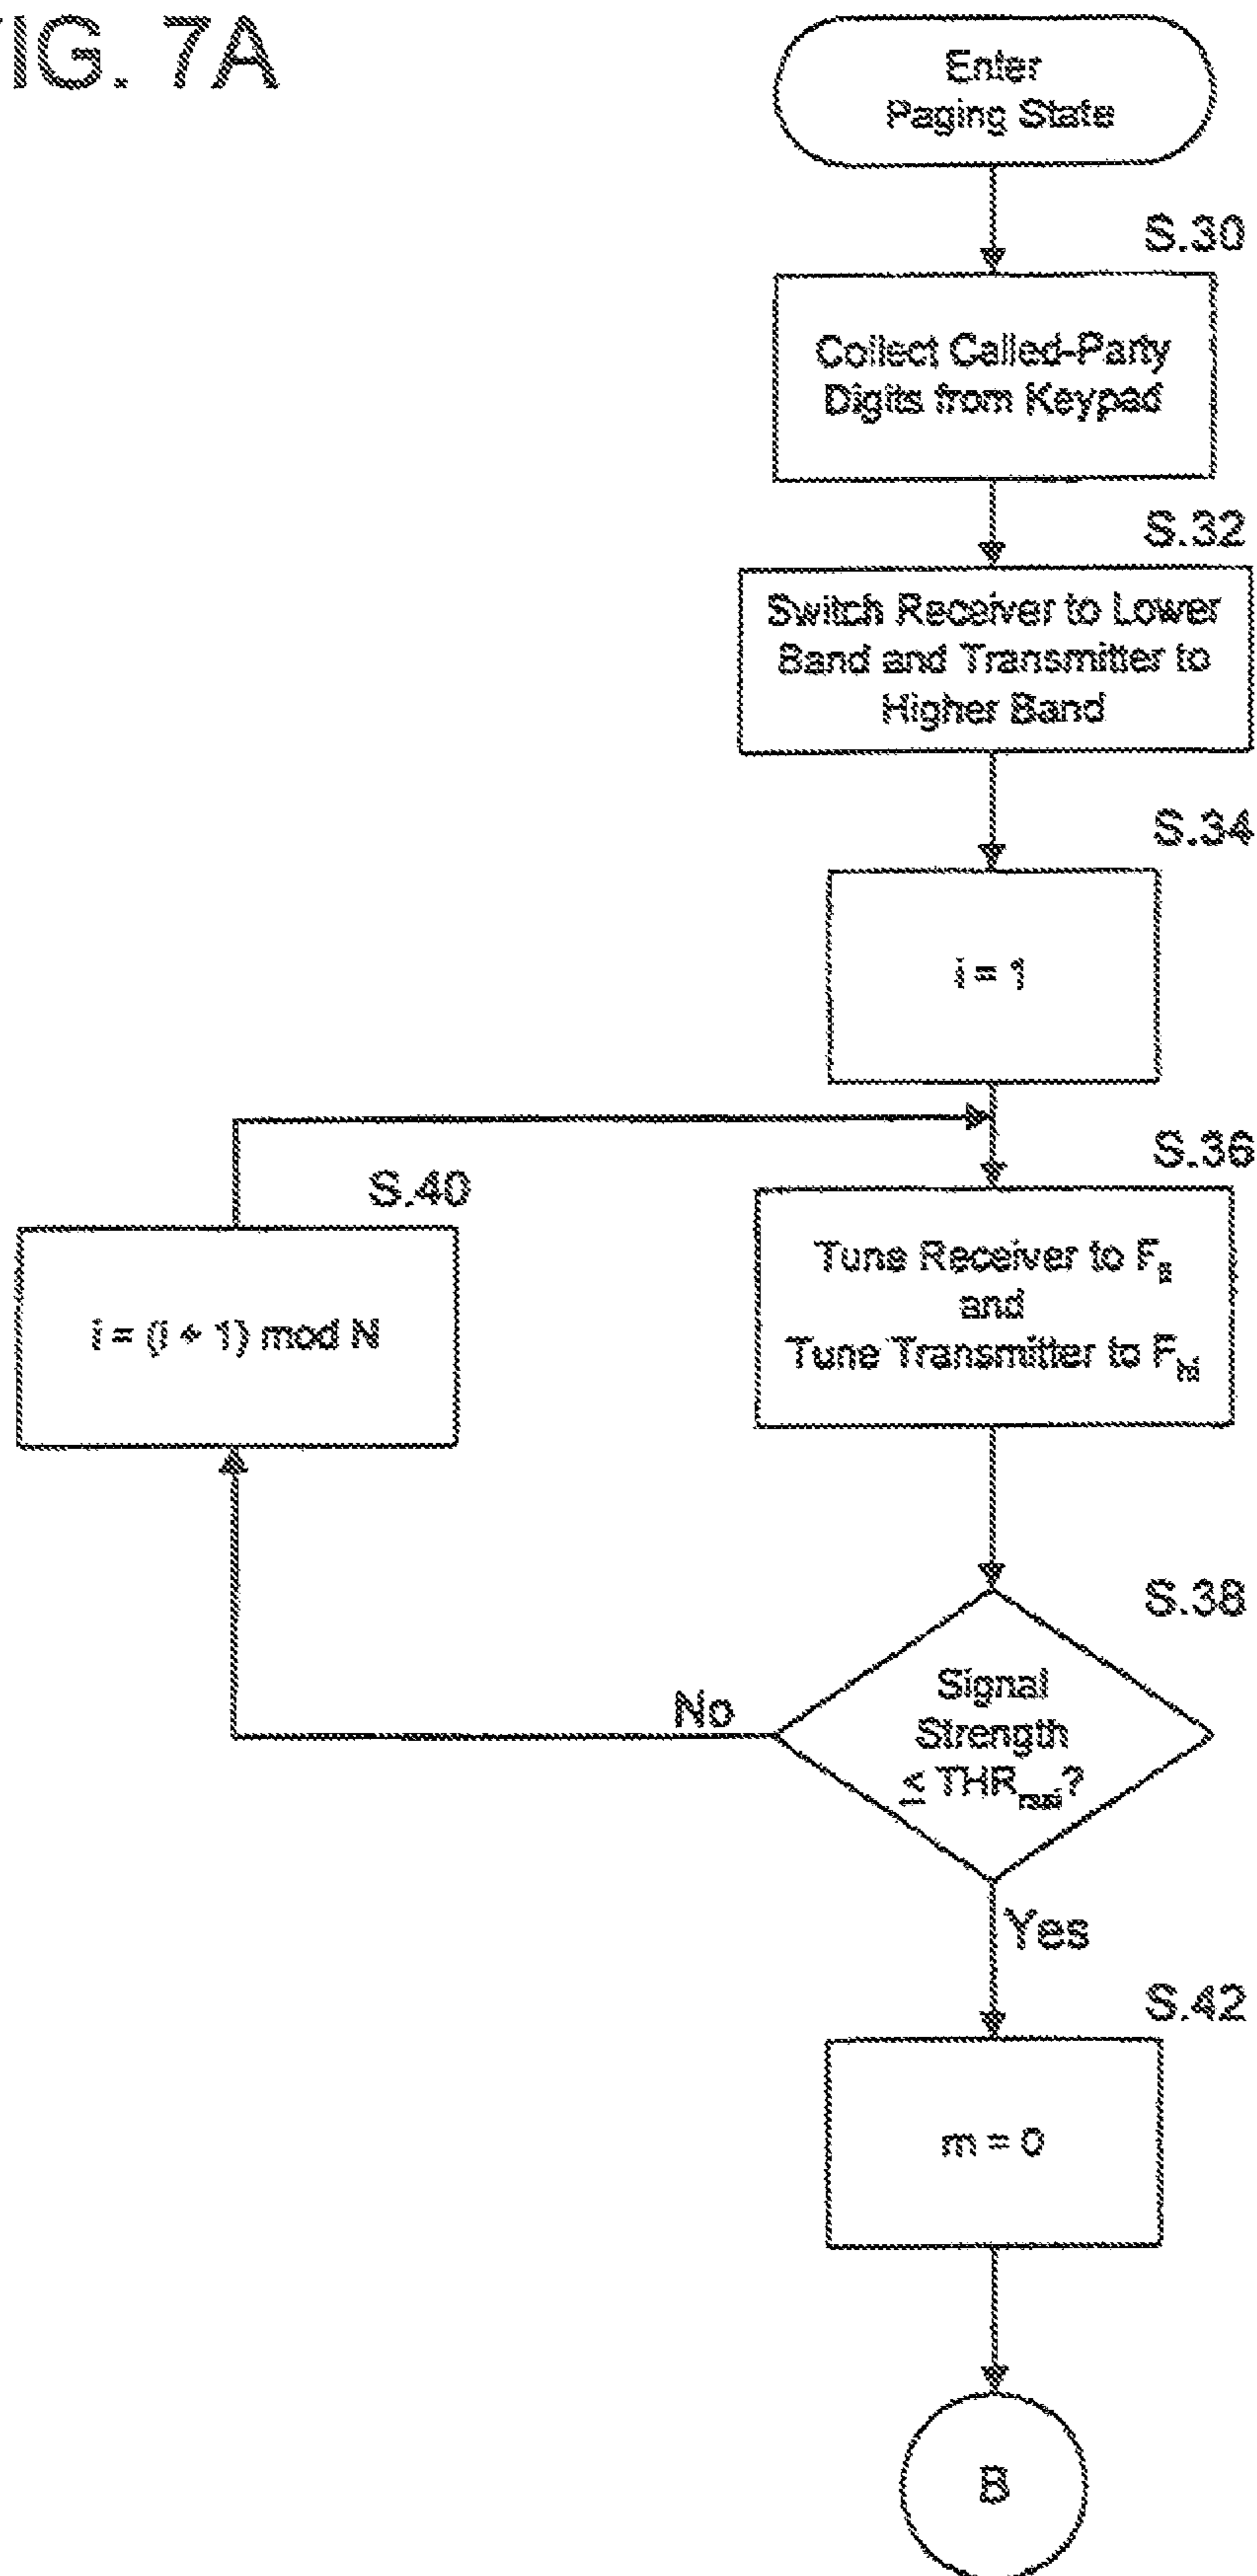 FIG. 7A
Enter
Paging State
S.30
Collect Called-Party
Digits from Keypad
S.32
Switch Receiver to Lower
Band and Transmitter to
Higher Band
S.34
i = 1
S.36
Tune Receiver to
and
Tune Transmitter to
S.40
i = (i + 1) mod N
S.38
Signal
Strength
≤ THR_rssi?
No
Yes
S.42
m = 0
B